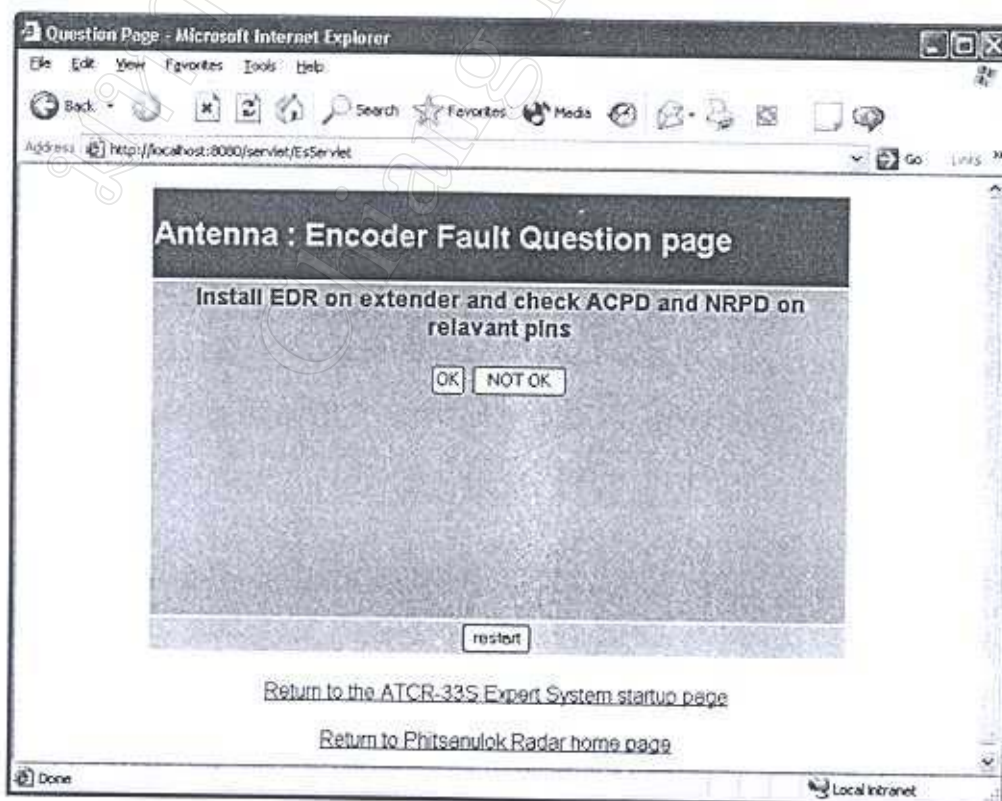 Question Page - Microsoft Internet Explorer
File Edit View Favorites Tools Help
Back Search Favorites Media
Address http://localhost:8080/servlet/EsServlet Go Links »
Antenna : Encoder Fault Question page
Install EDR on extender and check ACPD and NRPD on
relavant pins
OK NOT OK
restart
Return to the ATCR-33S Expert System startup page
Return to Phitsanulok Radar home page
Done Local intranet